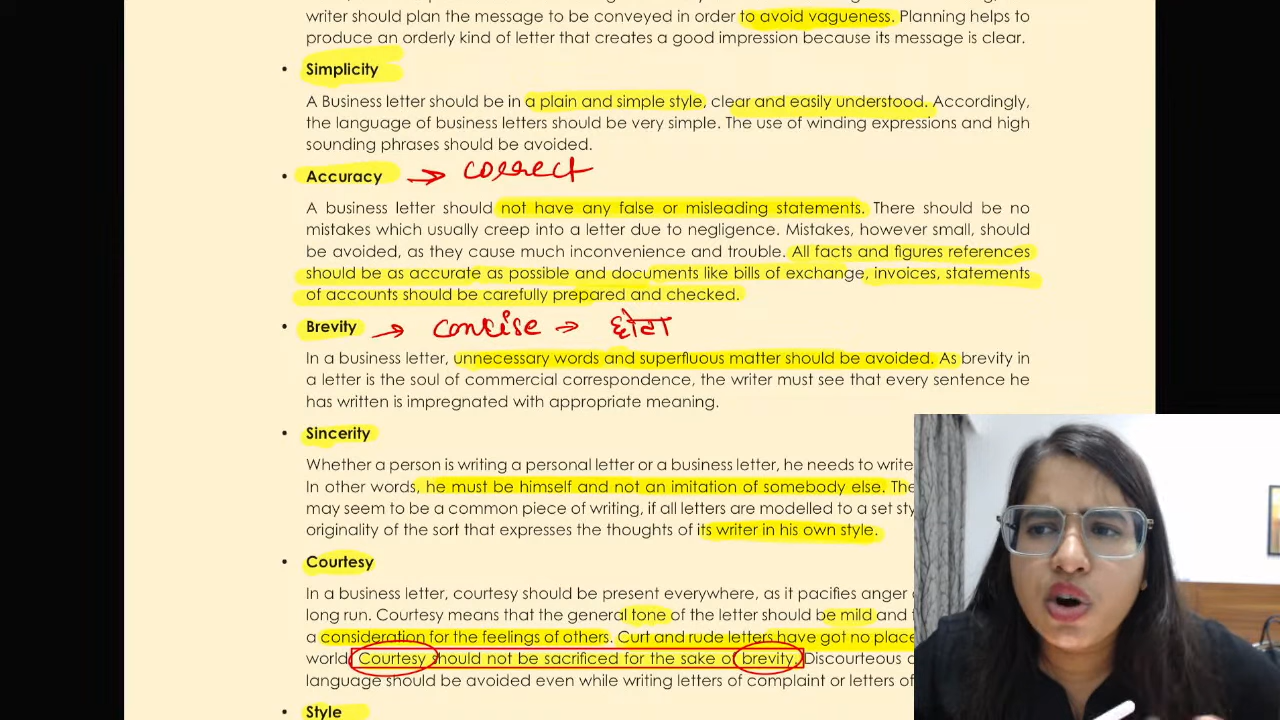 writer should plan the message to be conveyed in order to avoid vagueness. Planning helps to
produce an orderly kind of letter that creates a good impression because its message is clear.
• Simplicity
A Business letter should be in a plain and simple style, clear and easily understood. Accordingly,
the language of business letters should be very simple. The use of winding expressions and high
sounding phrases should be avoided.
• Accuracy → correct
A business letter should not have any false or misleading statements. There should be no
mistakes which usually creep into a letter due to negligence. Mistakes, however small, should
be avoided, as they cause much inconvenience and trouble. All facts and figures references
should be as accurate as possible and documents like bills of exchange, invoices, statements
of accounts should be carefully prepared and checked.
• Brevity → concise → छोटा
In a business letter, unnecessary words and superfluous matter should be avoided. As brevity in
a letter is the soul of commercial correspondence, the writer must see that every sentence he
has written is impregnated with appropriate meaning.
• Sincerity
Whether a person is writing a personal letter or a business letter, he needs to write
In other words, he must be himself and not an imitation of somebody else. The
may seem to be a common piece of writing, if all letters are modelled to a set
originality of the sort that expresses the thoughts of its writer in his own style.
• Courtesy
In a business letter, courtesy should be present everywhere, as it pacifies anger
long run. Courtesy means that the general tone of the letter should be mild and
a consideration for the feelings of others. Curt and rude letters have got no place
world. Courtesy should not be sacrificed for the sake of brevity. Discourteous
language should be avoided even while writing letters of complaint or letters of
• Style